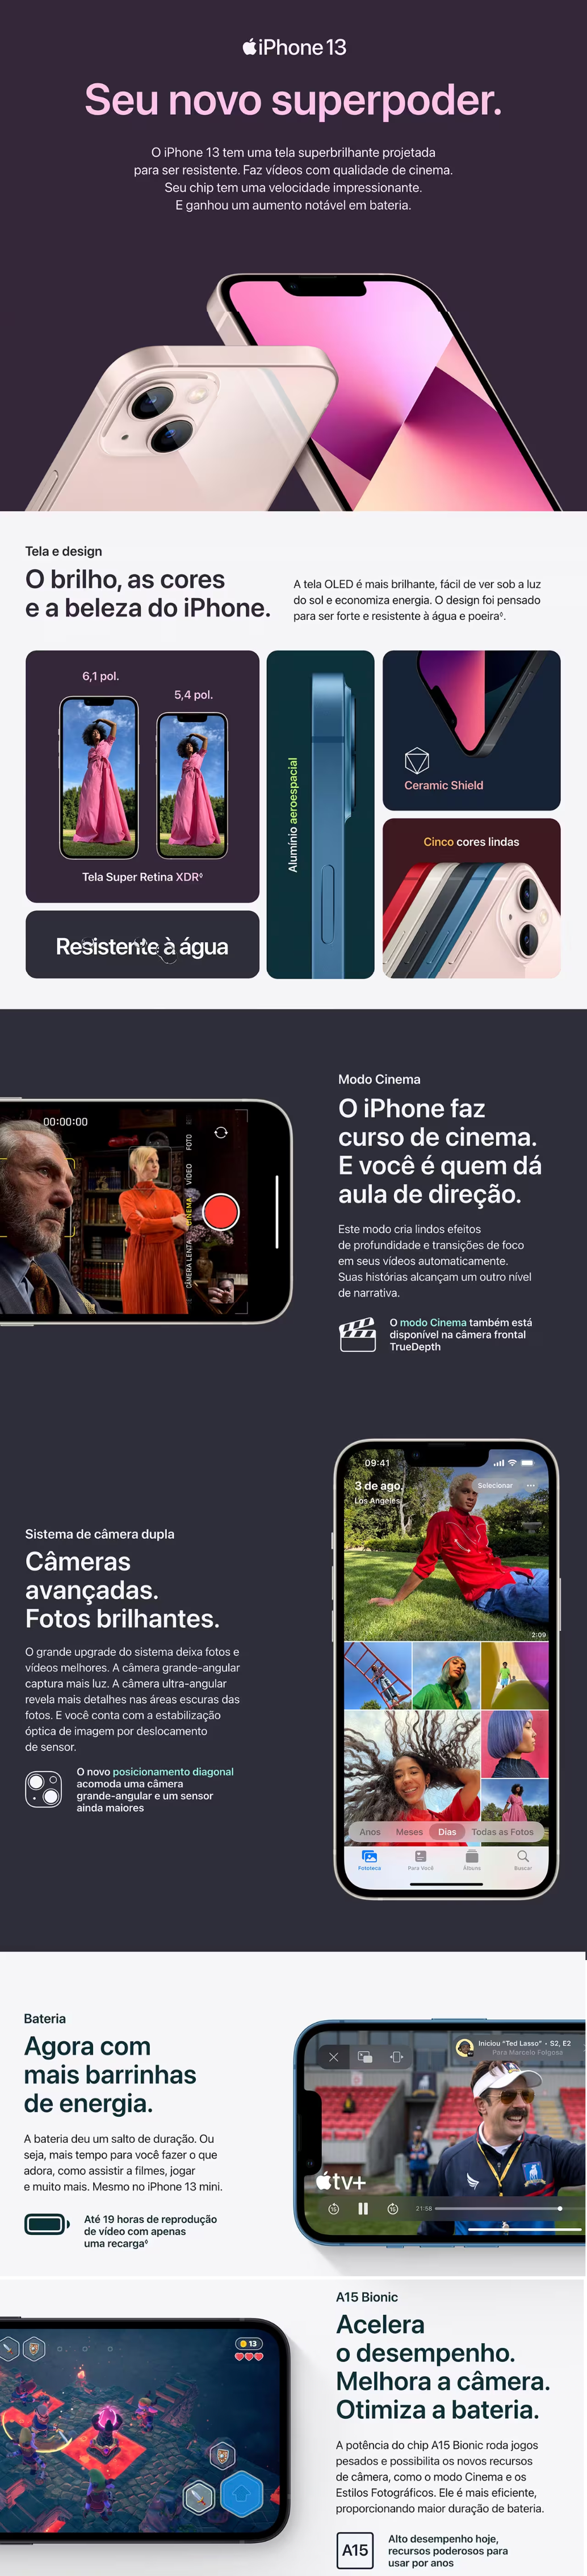 iPhone 13
Seu novo superpoder.
O iPhone 13 tem uma tela superbrilhante projetada
para ser resistente. Faz vídeos com qualidade de cinema.
Seu chip tem uma velocidade impressionante.
E ganhou um aumento notável em bateria.
Tela e design
O brilho, as cores
e a beleza do iPhone.
A tela OLED é mais brilhante, fácil de ver sob a luz
do sol e economiza energia. O design foi pensado
para ser forte e resistente à água e poeira◊.
6,1 pol.
5,4 pol.
Tela Super Retina XDR◊
Resistente à água
Alumínio aeroespacial
Ceramic Shield
Cinco cores lindas
00:00:00
CÂMERA LENTA
CINEMA
VÍDEO
FOTO
Modo Cinema
O iPhone faz
curso de cinema.
E você é quem dá
aula de direção.
Este modo cria lindos efeitos
de profundidade e transições de foco
em seus vídeos automaticamente.
Suas histórias alcançam um outro nível
de narrativa.
O modo Cinema também está
disponível na câmera frontal
TrueDepth
Sistema de câmera dupla
Câmeras
avançadas.
Fotos brilhantes.
O grande upgrade do sistema deixa fotos e
vídeos melhores. A câmera grande-angular
captura mais luz. A câmera ultra-angular
revela mais detalhes nas áreas escuras das
fotos. E você conta com a estabilização
óptica de imagem por deslocamento
de sensor.
O novo posicionamento diagonal
acomoda uma câmera
grande-angular e um sensor
ainda maiores
09:41
3 de ago.
Selecionar
Los Angeles
2:09
Anos Meses Dias Todas as Fotos
Fototeca Para Você Álbuns Buscar
Bateria
Agora com
mais barrinhas
de energia.
A bateria deu um salto de duração. Ou
seja, mais tempo para você fazer o que
adora, como assistir a filmes, jogar
e muito mais. Mesmo no iPhone 13 mini.
Até 19 horas de reprodução
de vídeo com apenas
uma recarga◊
Iniciou “Ted Lasso” • S2, E2
Para Marcelo Folgosa
tv+
15
15
21:58
13
A15 Bionic
Acelera
o desempenho.
Melhora a câmera.
Otimiza a bateria.
A potência do chip A15 Bionic roda jogos
pesados e possibilita os novos recursos
de câmera, como o modo Cinema e os
Estilos Fotográficos. Ele é mais eficiente,
proporcionando maior duração de bateria.
A15
Alto desempenho hoje,
recursos poderosos para
usar por anos